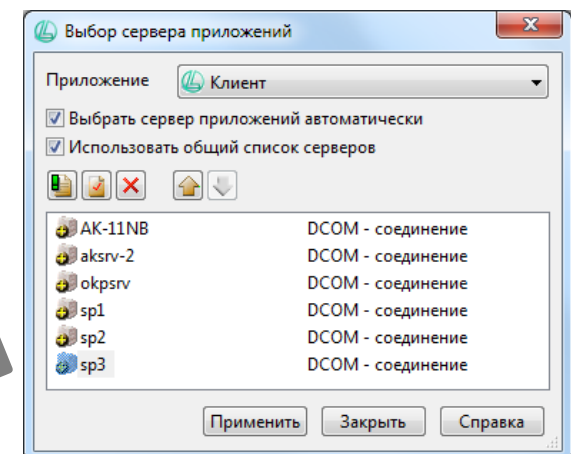 Выбор сервера приложений
Приложение Клиент
Выбрать сервер приложений автоматически
Использовать общий список серверов
AK-11NB DCOM - соединение
aksrv-2 DCOM - соединение
okpsrv DCOM - соединение
sp1 DCOM - соединение
sp2 DCOM - соединение
sp3 DCOM - соединение
Применить Закрыть Справка